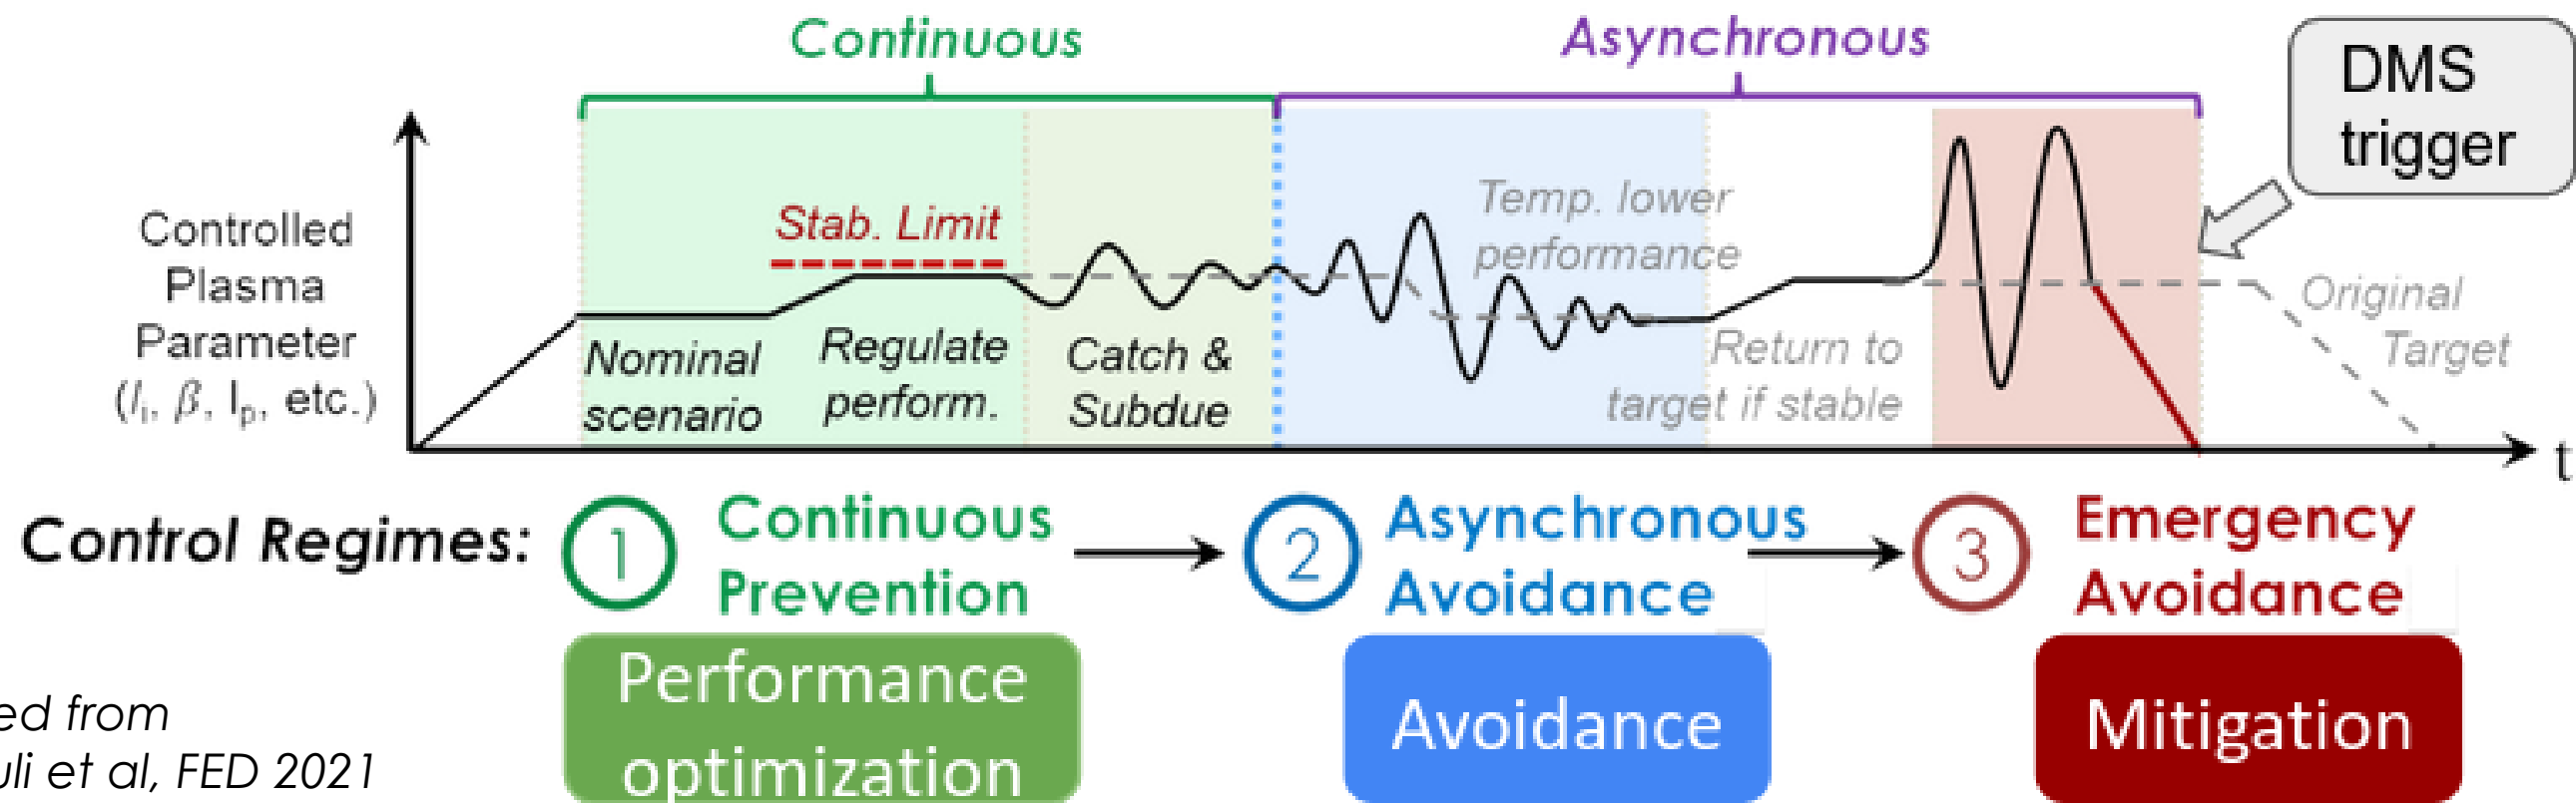 Continuous
Asynchronous
DMS
trigger
Controlled
Plasma
Parameter
(lᵢ, β, Iₚ, etc.)
Stab. Limit
Nominal
scenario
Regulate
perform.
Catch &
Subdue
Temp. lower
performance
Return to
target if stable
Original
Target
t
Control Regimes:
1
Continuous
Prevention
2
Asynchronous
Avoidance
3
Emergency
Avoidance
Performance
optimization
Avoidance
Mitigation
ed from
uli et al, FED 2021